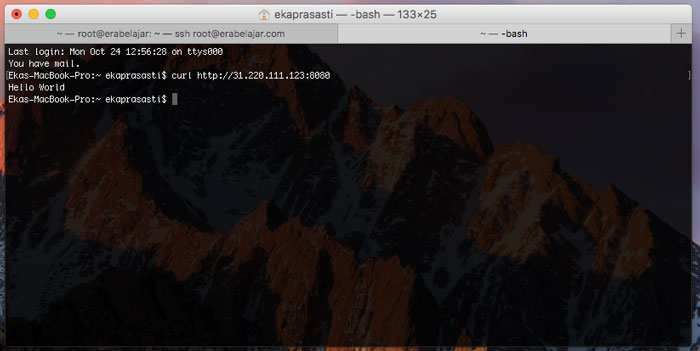 ekaprasasti — -bash — 133×25
~ — root@erabelajar: ~ — ssh root@erabelajar.com
~ — -bash
Last login: Mon Oct 24 12:56:28 on ttys000
You have mail.
[Ekas-MacBook-Pro:~ ekaprasasti$ curl http://31.220.111.123:8080 ]
Hello World
Ekas-MacBook-Pro:~ ekaprasasti$